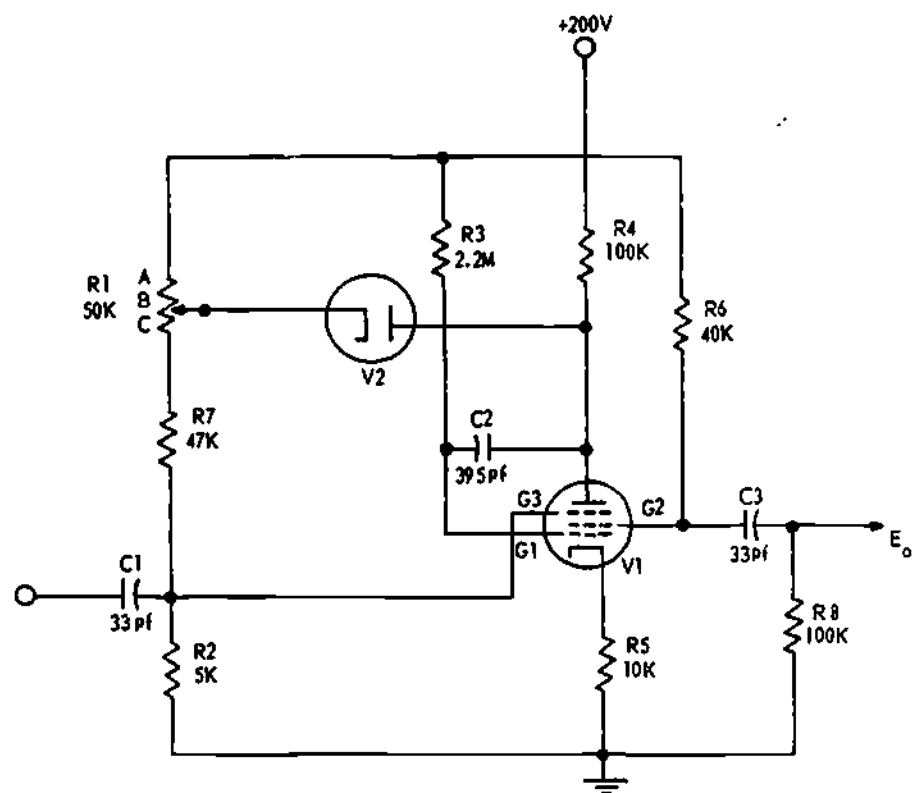 +200V
R3
2.2M
R4
100K
R1
50K
A
B
C
R6
40K
V2
R7
47K
C2
395pf
G3
G2
C3
33pf
G1
V1
E₀
C1
33pf
R2
5K
R5
10K
R8
100K